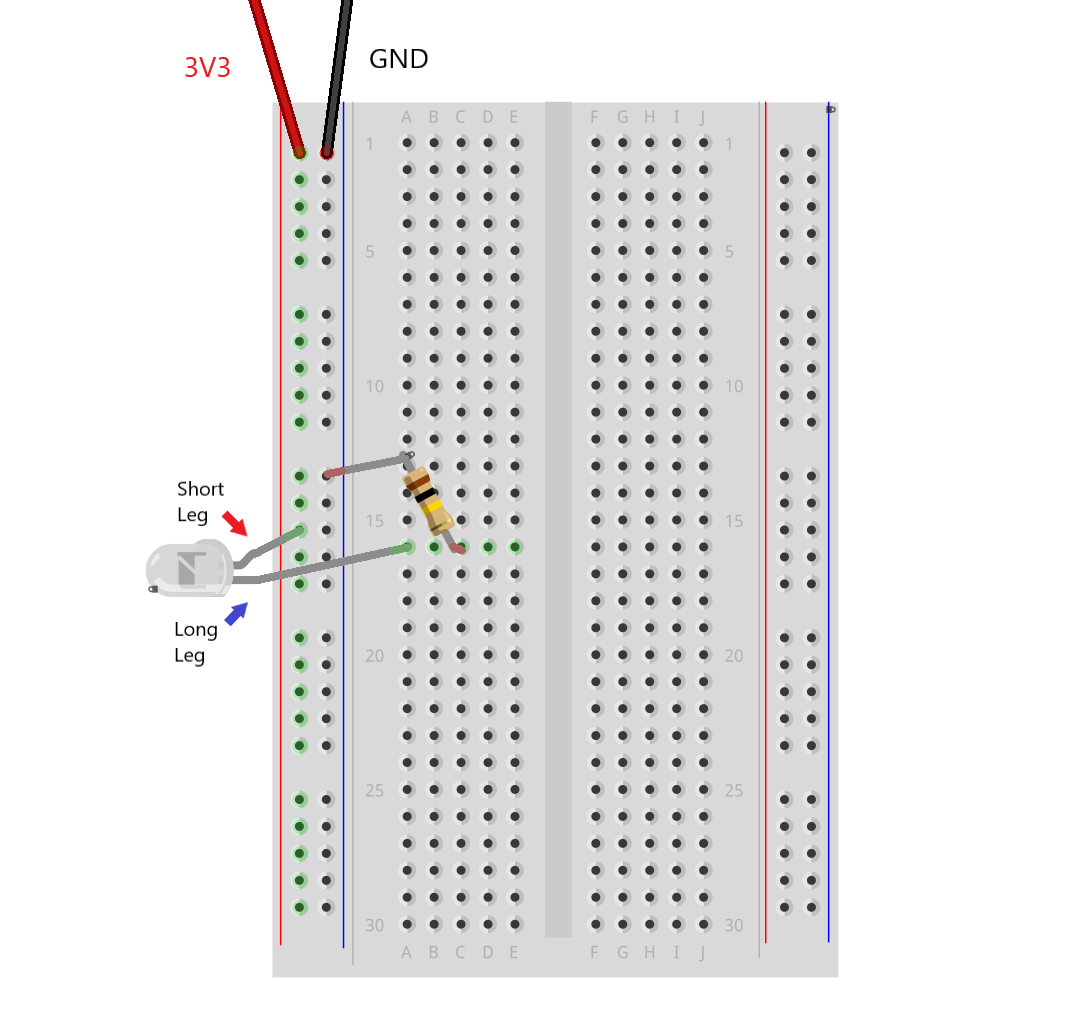 3V3
GND
A B C D E F G H I J
1 1
5 5
10 10
Short
Leg
15 15
Long
Leg
20 20
25 25
30 30
A B C D E F G H I J